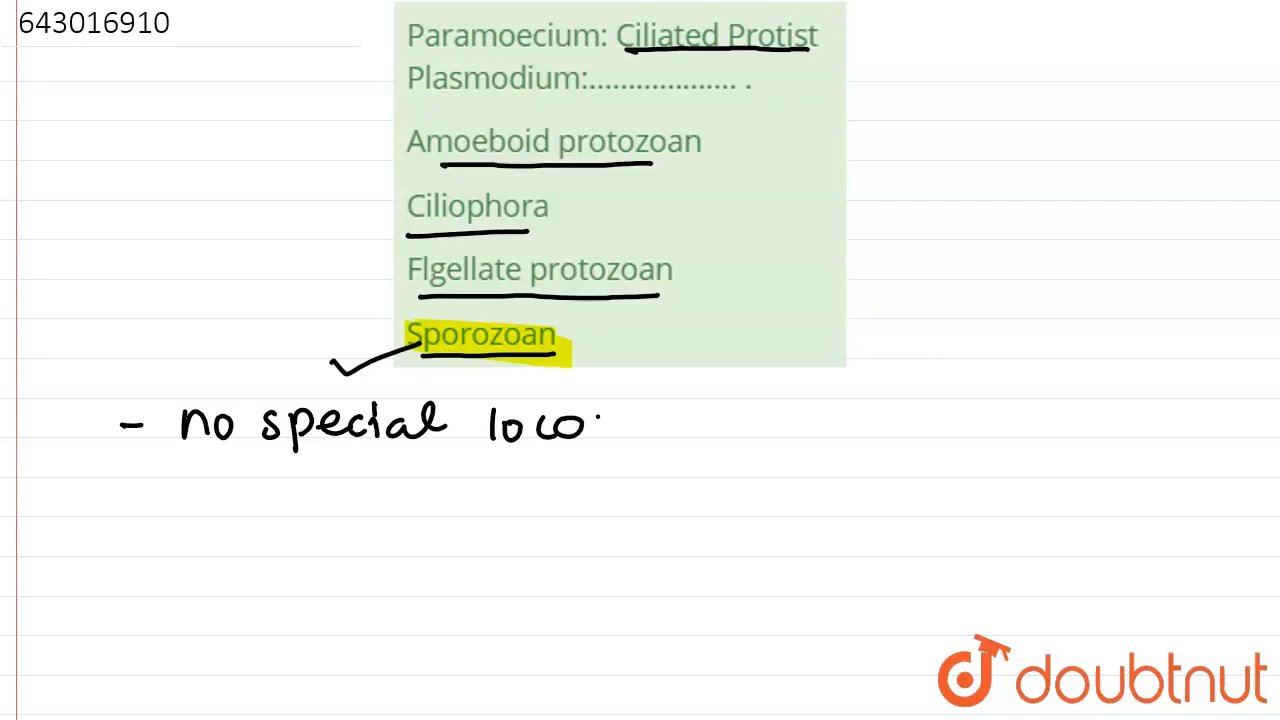 643016910
Paramoecium: Ciliated Protist
Plasmodium:.................... .
Amoeboid protozoan
Ciliophora
Flgellate protozoan
Sporozoan
- no special loco
doubtnut